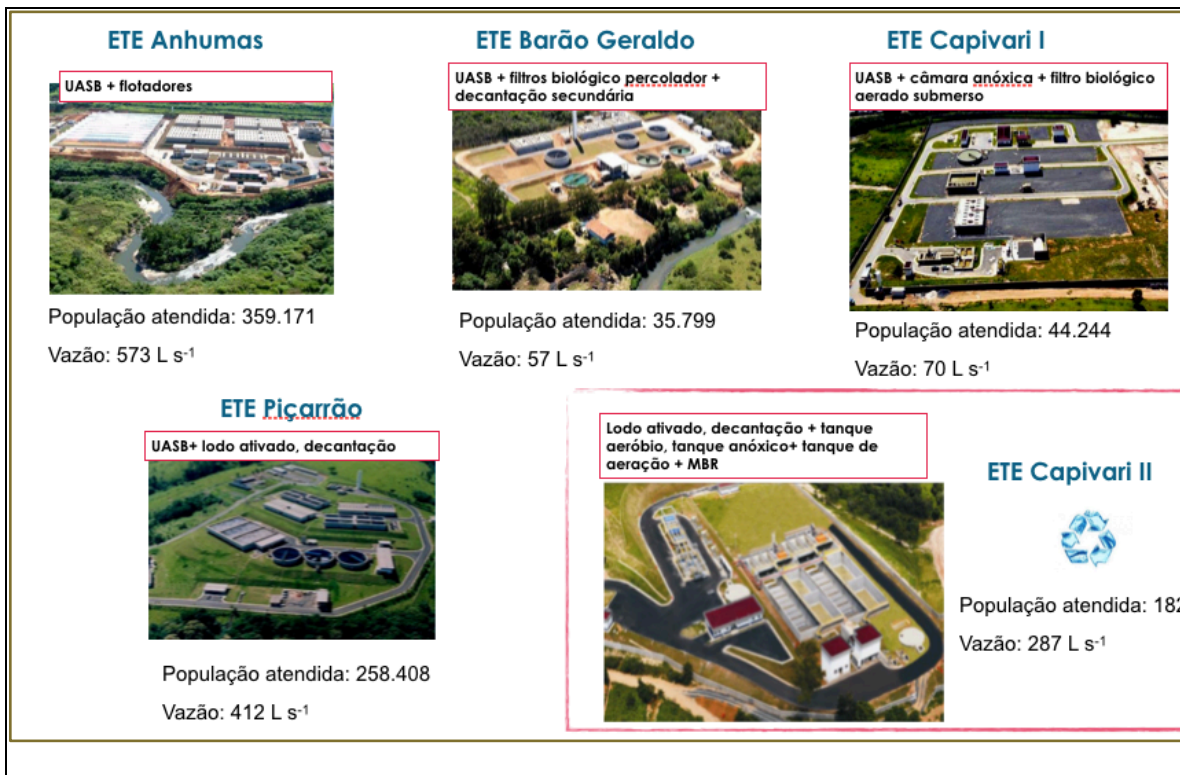 ETE Anhumas
UASB + flotadores
População atendida: 359.171
Vazão: 573 L s⁻¹
ETE Barão Geraldo
UASB + filtros biológico percolador +
decantação secundária
População atendida: 35.799
Vazão: 57 L s⁻¹
ETE Capivari I
UASB + câmara anóxica + filtro biológico
aerado submerso
População atendida: 44.244
Vazão: 70 L s⁻¹
ETE Piçarrão
UASB+ lodo ativado, decantação
População atendida: 258.408
Vazão: 412 L s⁻¹
Lodo ativado, decantação + tanque
aeróbio, tanque anóxico+ tanque de
aeração + MBR
ETE Capivari II
População atendida: 182
Vazão: 287 L s⁻¹